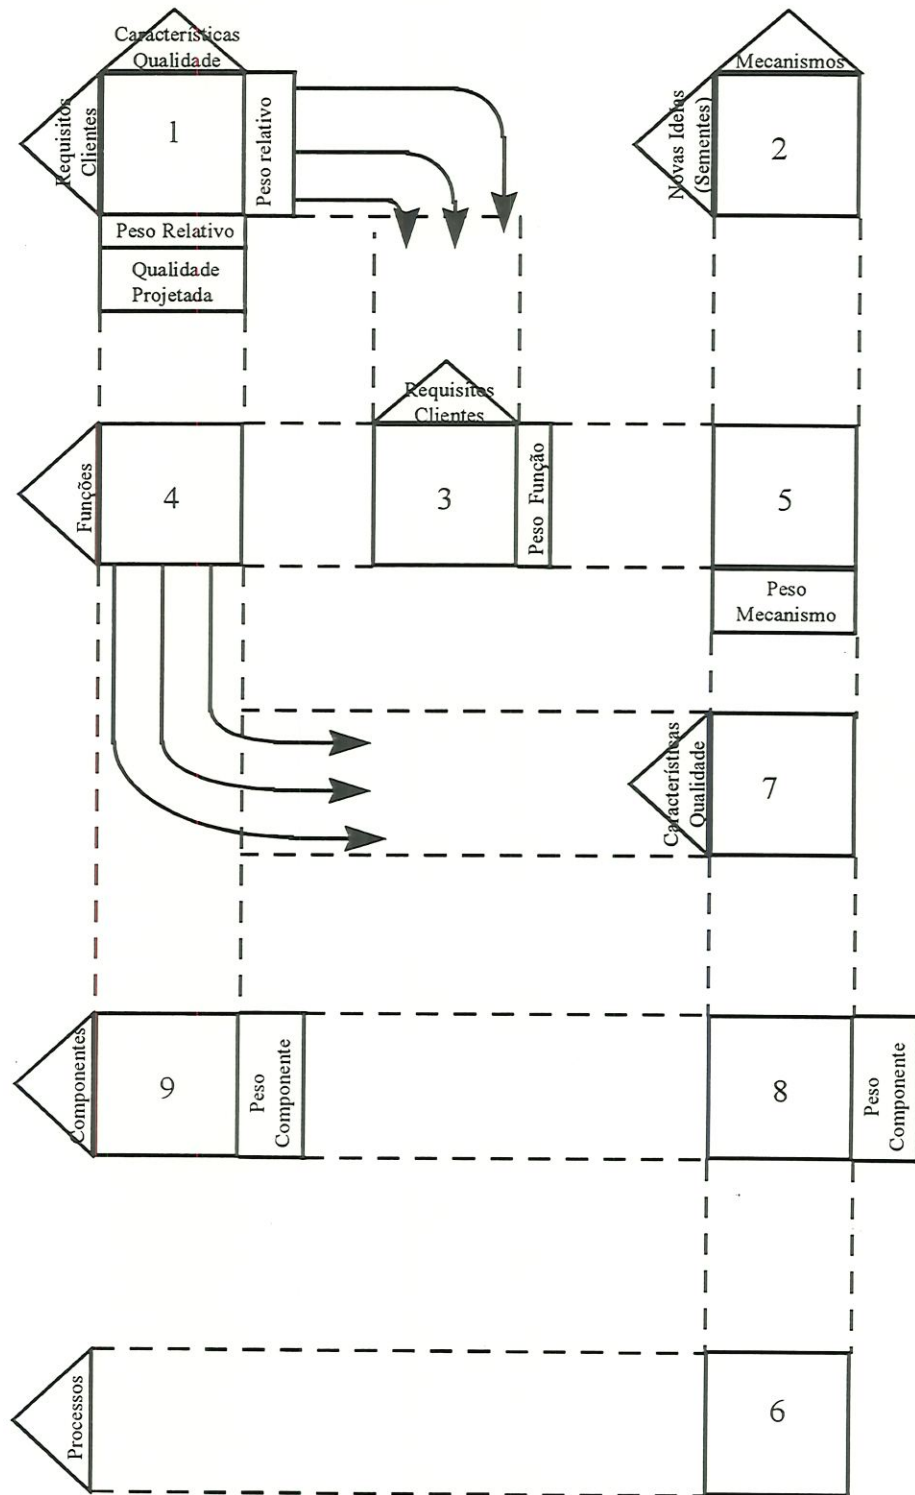 Características
Qualidade
Requisitos
Clientes
1
Peso relativo
Peso Relativo
Qualidade
Projetada
Mecanismos
Novas Ideias
(Sementes)
2
Requisitos
Clientes
Funções
4
3
Peso Função
5
Peso
Mecanismo
Características
Qualidade
7
Componentes
9
Peso
Componente
8
Peso
Componente
Processos
6